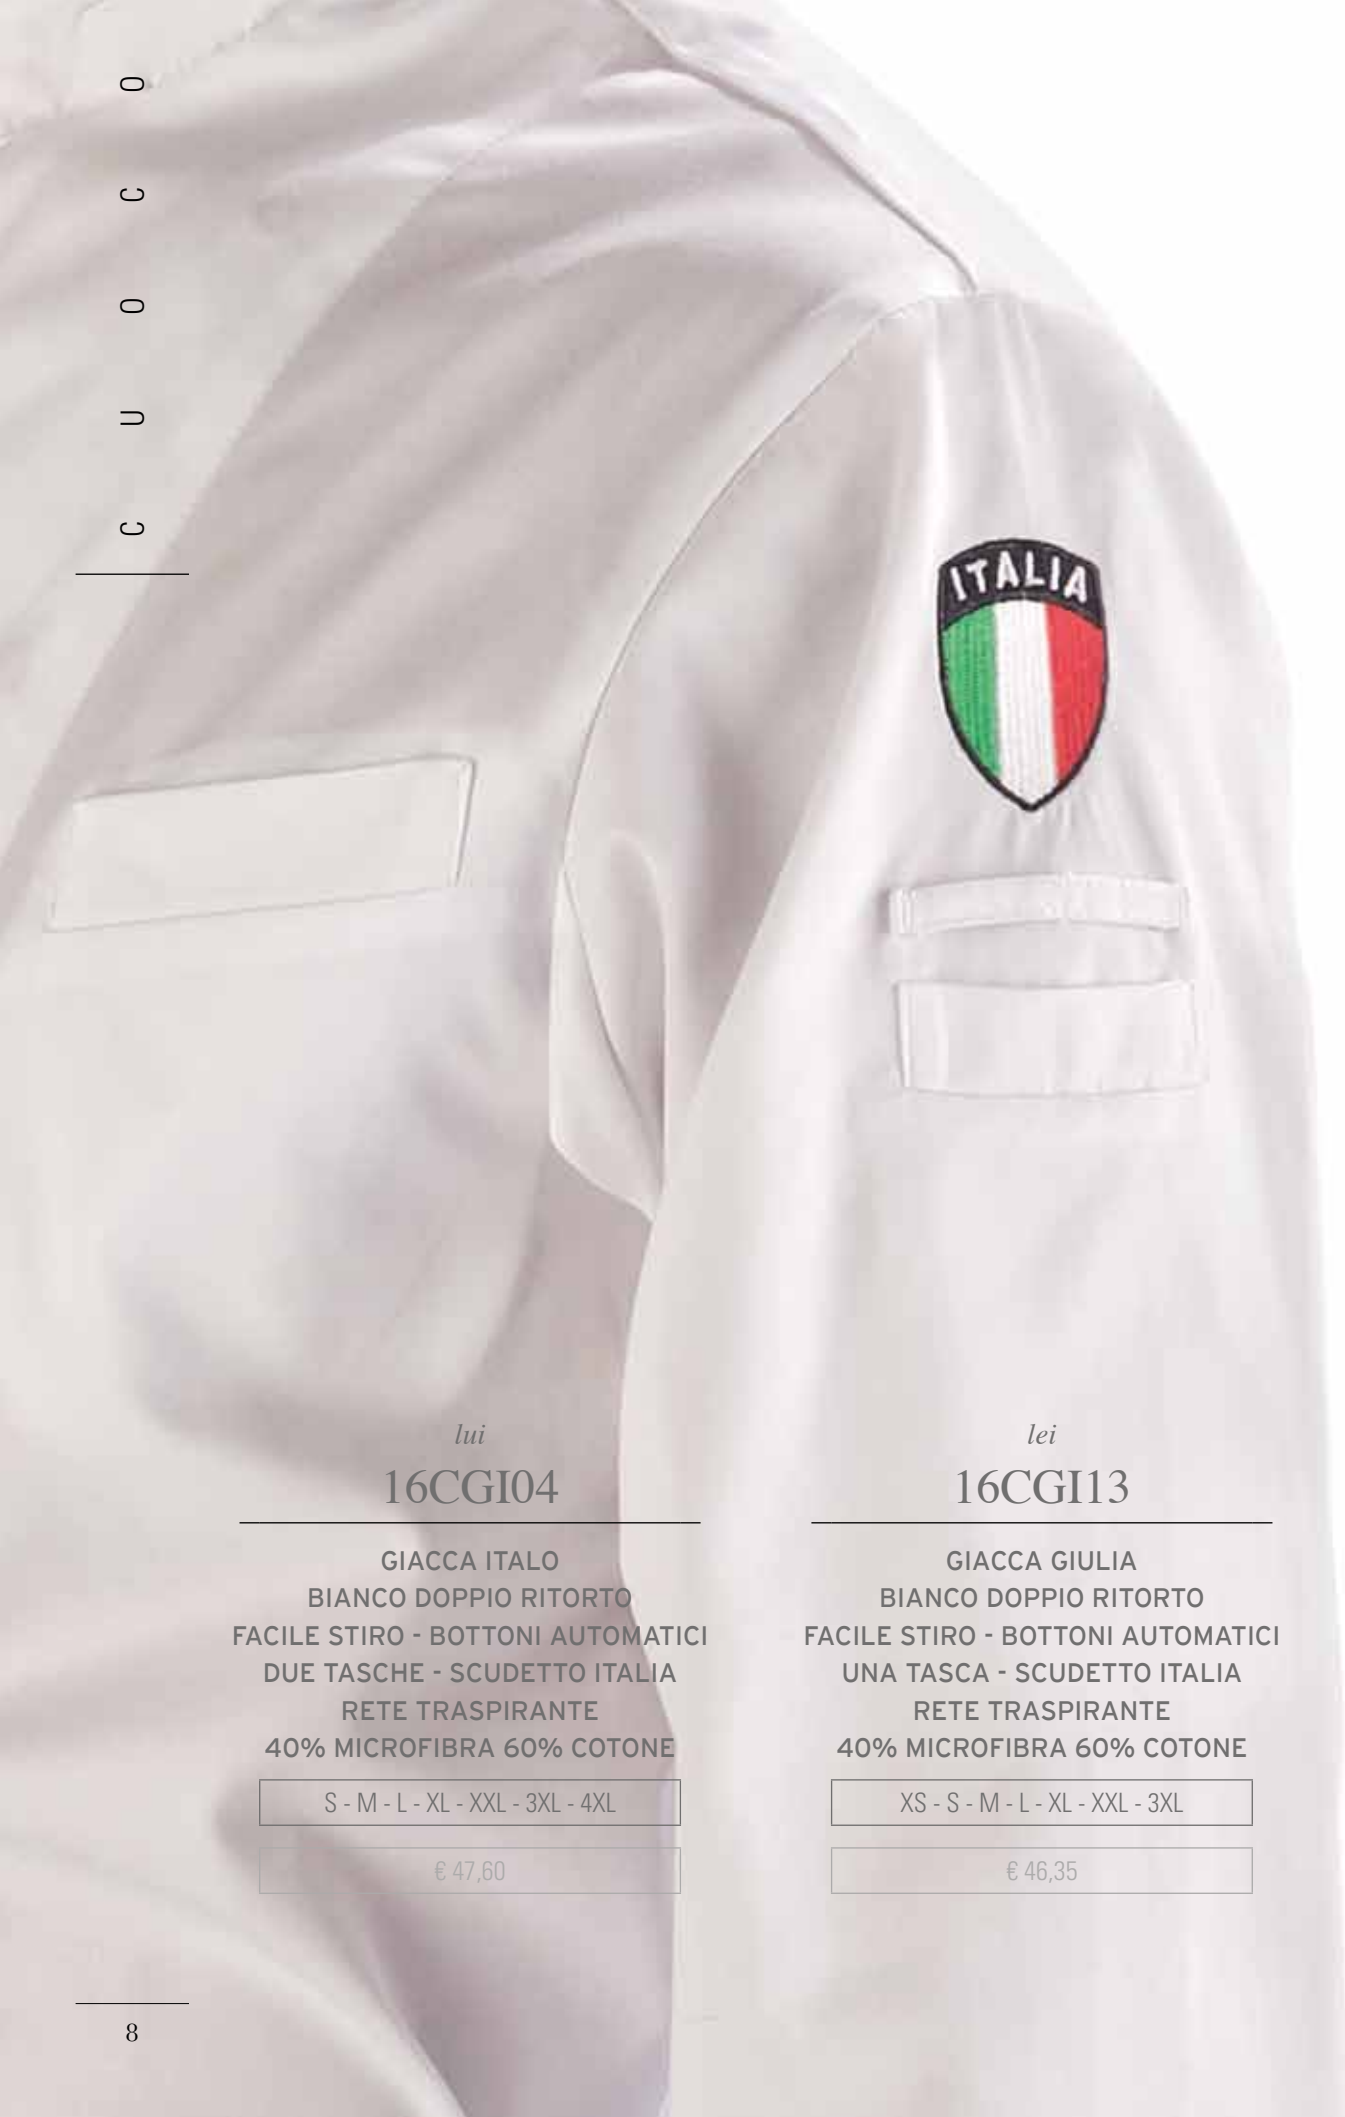 CUOCO
ITALIA
lui
16CGI04
GIACCA ITALO
BIANCO DOPPIO RITORTO
FACILE STIRO - BOTTONI AUTOMATICI
DUE TASCHE - SCUDETTO ITALIA
RETE TRASPIRANTE
40% MICROFIBRA 60% COTONE
S - M - L - XL - XXL - 3XL - 4XL
€ 47,60
lei
16CGI13
GIACCA GIULIA
BIANCO DOPPIO RITORTO
FACILE STIRO - BOTTONI AUTOMATICI
UNA TASCA - SCUDETTO ITALIA
RETE TRASPIRANTE
40% MICROFIBRA 60% COTONE
XS - S - M - L - XL - XXL - 3XL
€ 46,35
8